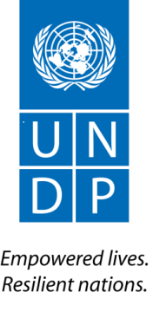 U N
D P
Empowered lives.
Resilient nations.